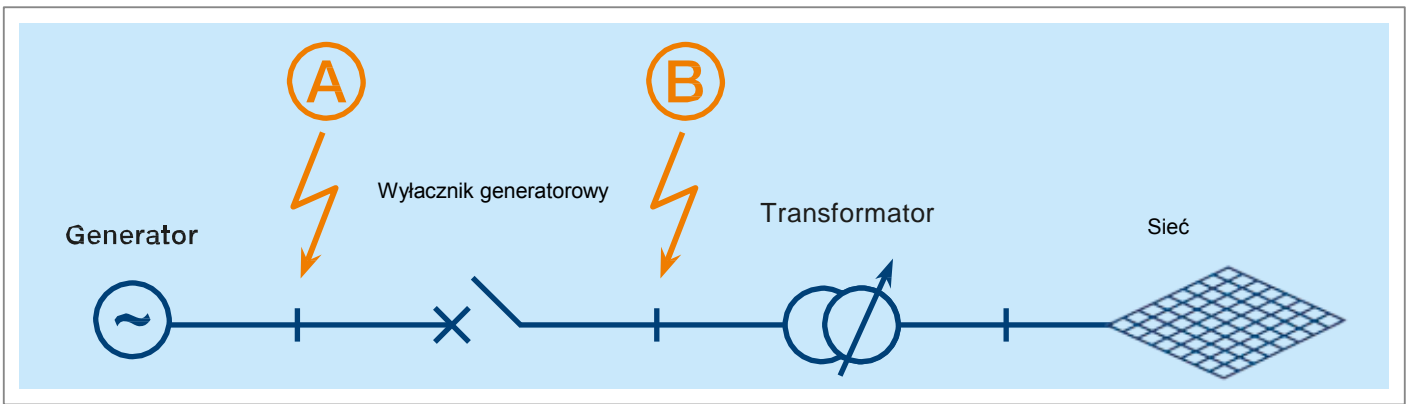 A
B
Wyłacznik generatorowy
Transformator
Sieć
Generator
~